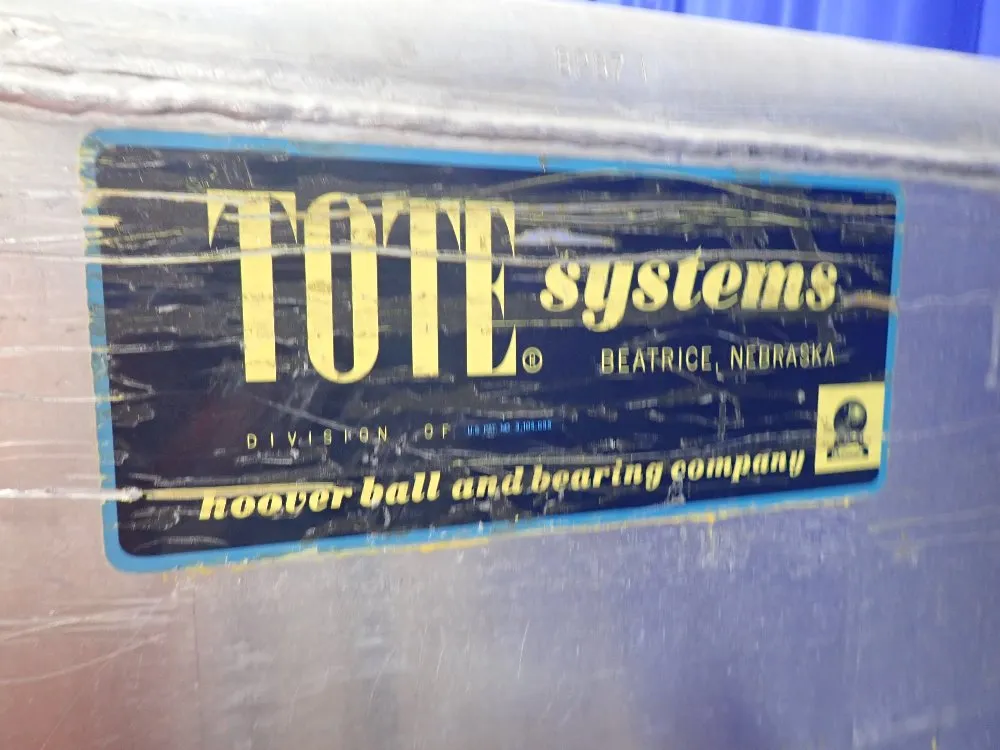 TOTE® systems
BEATRICE, NEBRASKA
DIVISION OF
hoover ball and bearing company